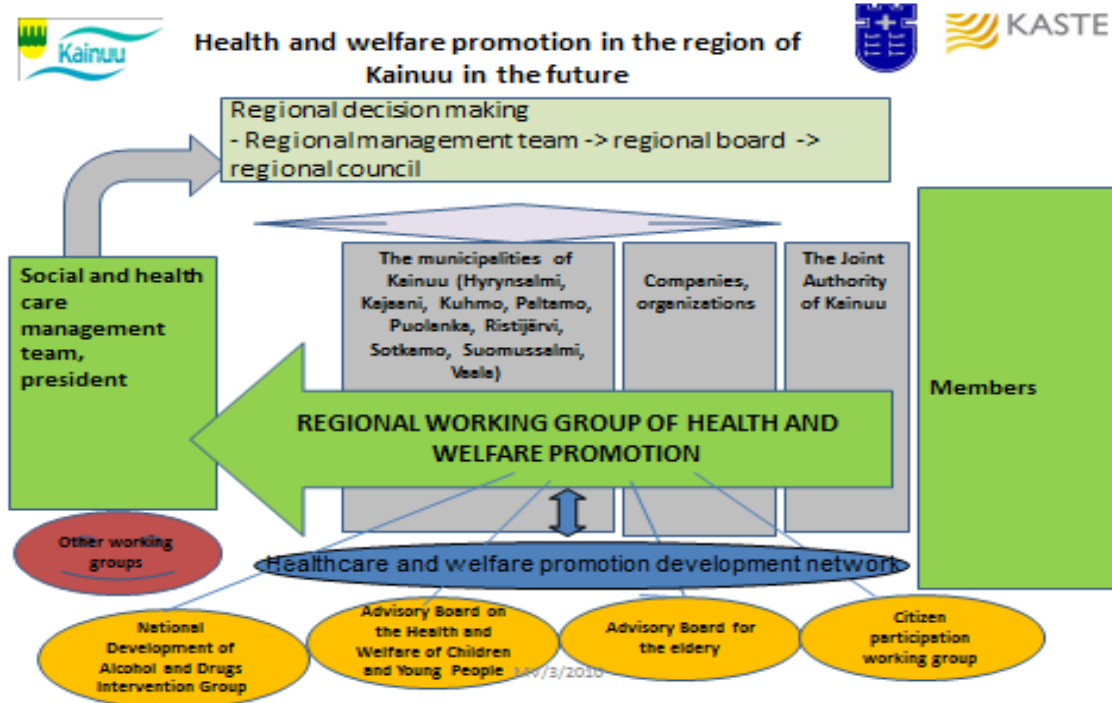 Kainuu
Health and welfare promotion in the region of
Kainuu in the future
KASTE
Regional decision making
- Regional management team -> regional board ->
regional council
Social and health
care
management
team,
president
The municipalities of
Kainuu (Hyrynsalmi,
Kajaani, Kuhmo, Paltamo,
Puolanka, Ristijärvi,
Sotkamo, Suomussalmi,
Vaala)
Companies,
organizations
The Joint
Authority
of Kainuu
Members
REGIONAL WORKING GROUP OF HEALTH AND
WELFARE PROMOTION
Other working
groups
Healthcare and welfare promotion development network
National
Development of
Alcohol and Drugs
Intervention Group
Advisory Board on
the Health and
Welfare of Children
and Young People
Advisory Board for
the eldery
Citizen
participation
working group
MV/3/2010